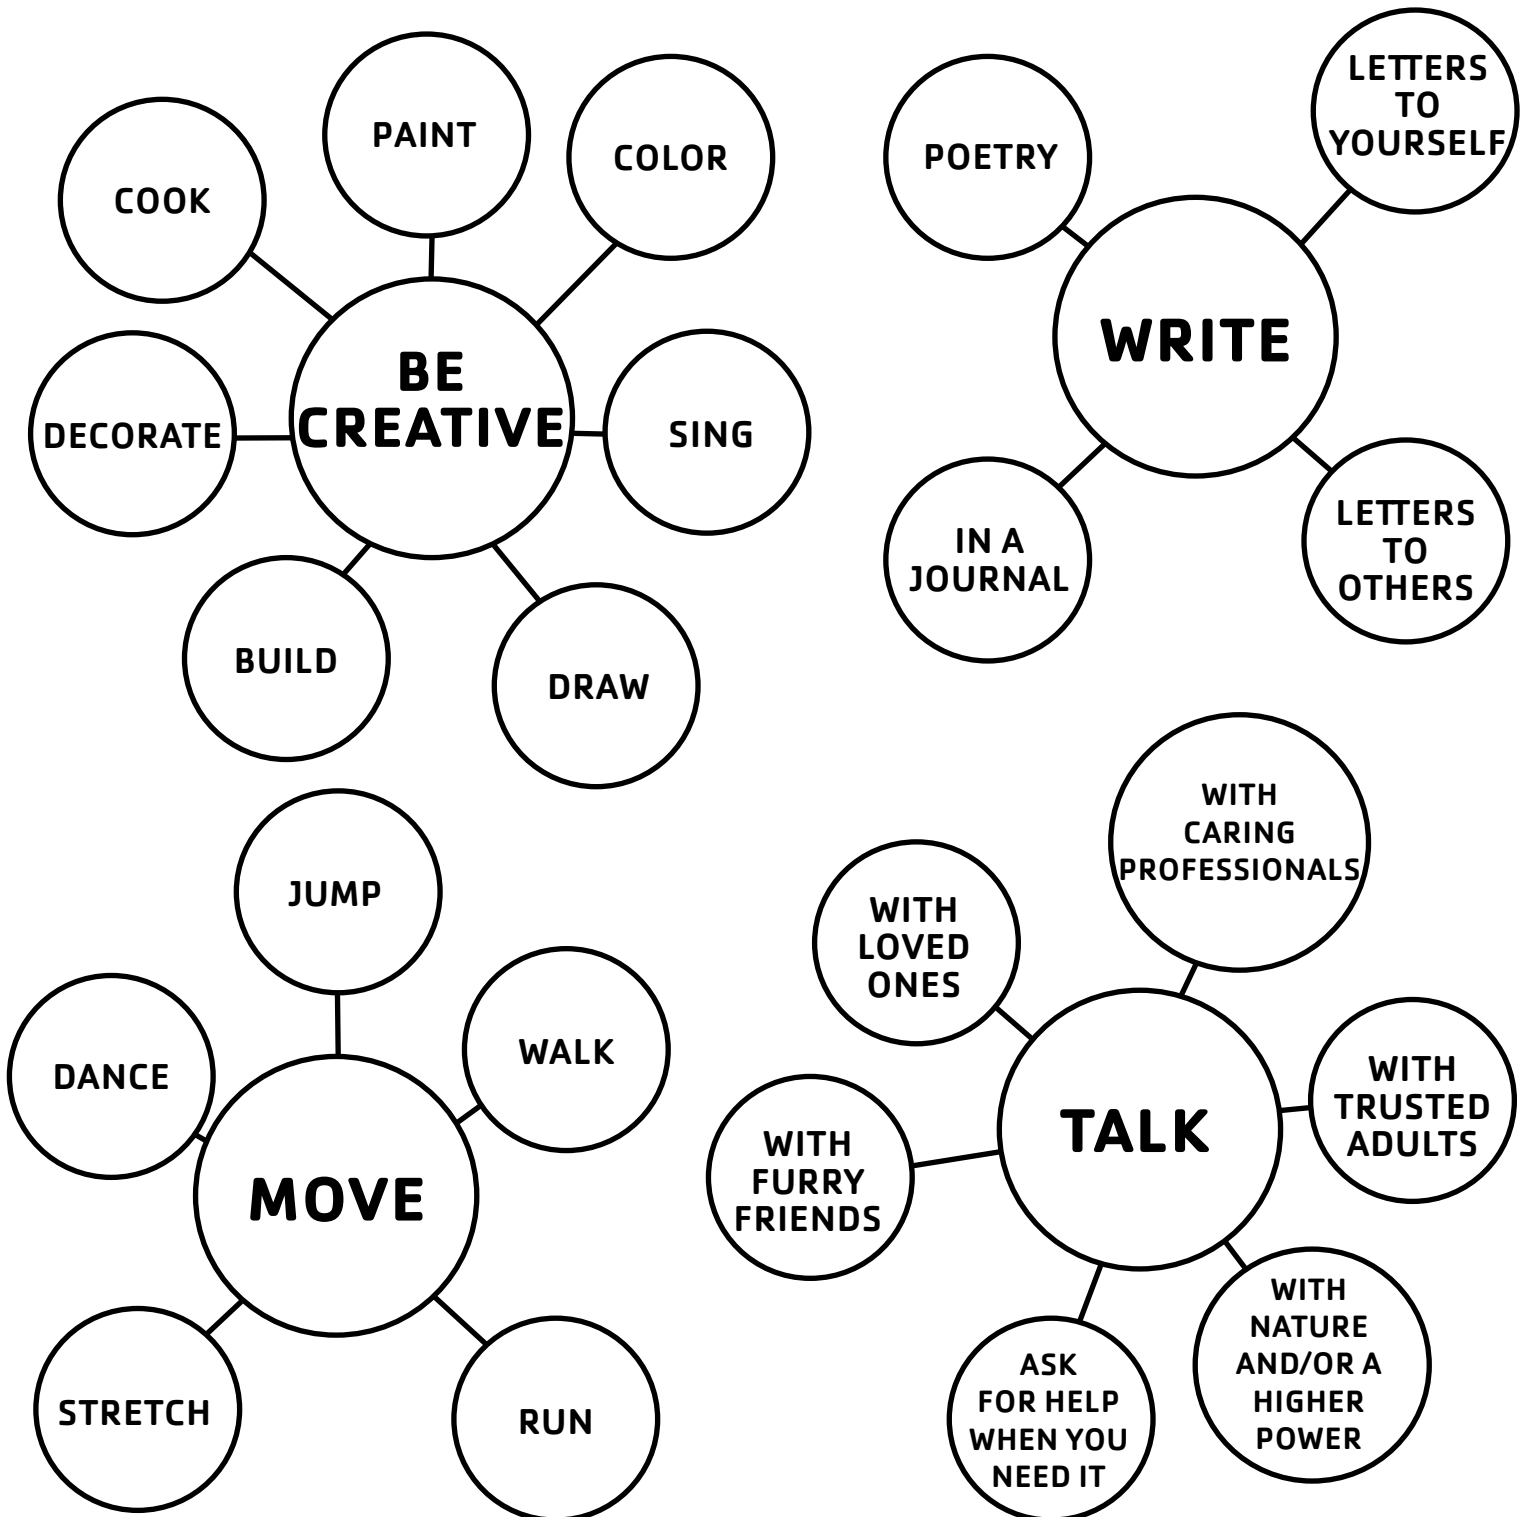 PAINT
COLOR
COOK
BE
CREATIVE
DECORATE
SING
BUILD
DRAW
LETTERS
TO
YOURSELF
POETRY
WRITE
IN A
JOURNAL
LETTERS
TO
OTHERS
JUMP
WALK
DANCE
MOVE
STRETCH
RUN
WITH
CARING
PROFESSIONALS
WITH
LOVED
ONES
TALK
WITH
TRUSTED
ADULTS
WITH
FURRY
FRIENDS
WITH
NATURE
AND/OR A
HIGHER
POWER
ASK
FOR HELP
WHEN YOU
NEED IT